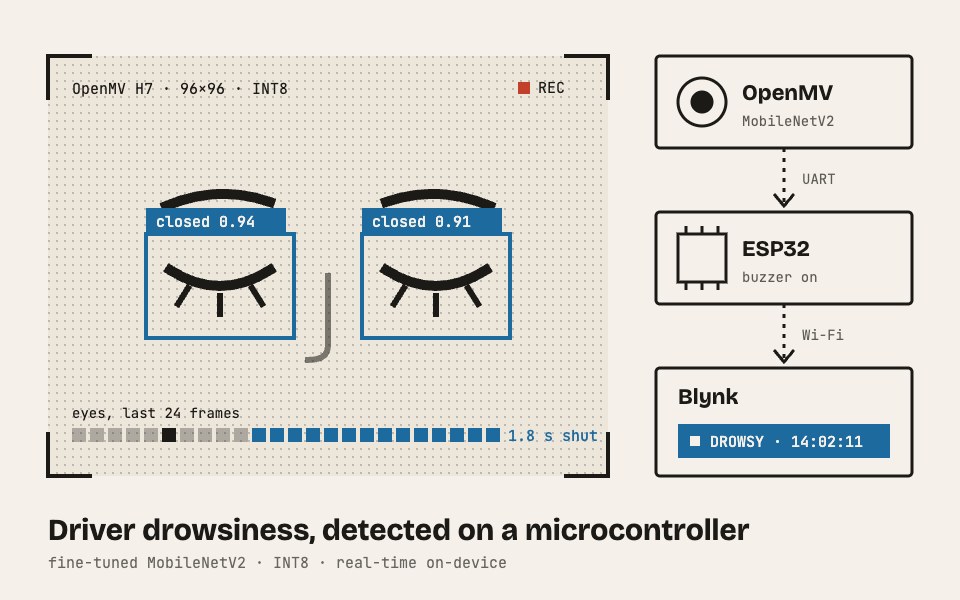 OpenMV H7 · 96×96 · INT8
REC
closed 0.94
closed 0.91
eyes, last 24 frames
1.8 s shut
OpenMV
MobileNetV2
UART
ESP32
buzzer on
Wi-Fi
Blynk
DROWSY · 14:02:11
Driver drowsiness, detected on a microcontroller
fine-tuned MobileNetV2 · INT8 · real-time on-device